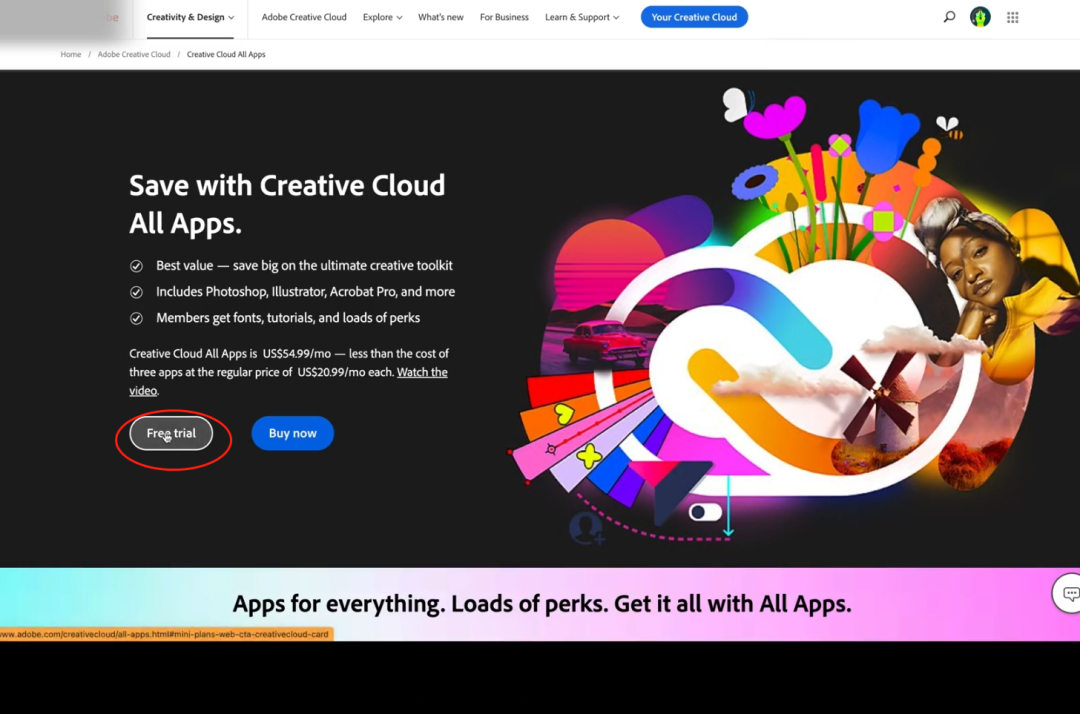 Creativity & Design Adobe Creative Cloud Explore What's new For Business Learn & Support Your Creative Cloud
Home / Adobe Creative Cloud / Creative Cloud All Apps
Save with Creative Cloud
All Apps.
Best value — save big on the ultimate creative toolkit
Includes Photoshop, Illustrator, Acrobat Pro, and more
Members get fonts, tutorials, and loads of perks
Creative Cloud All Apps is US$54.99/mo — less than the cost of
three apps at the regular price of US$20.99/mo each. Watch the
video.
Free trial Buy now
Apps for everything. Loads of perks. Get it all with All Apps.
www.adobe.com/creativecloud/all-apps.html#mini-plans-web-cta-creativecloud-card